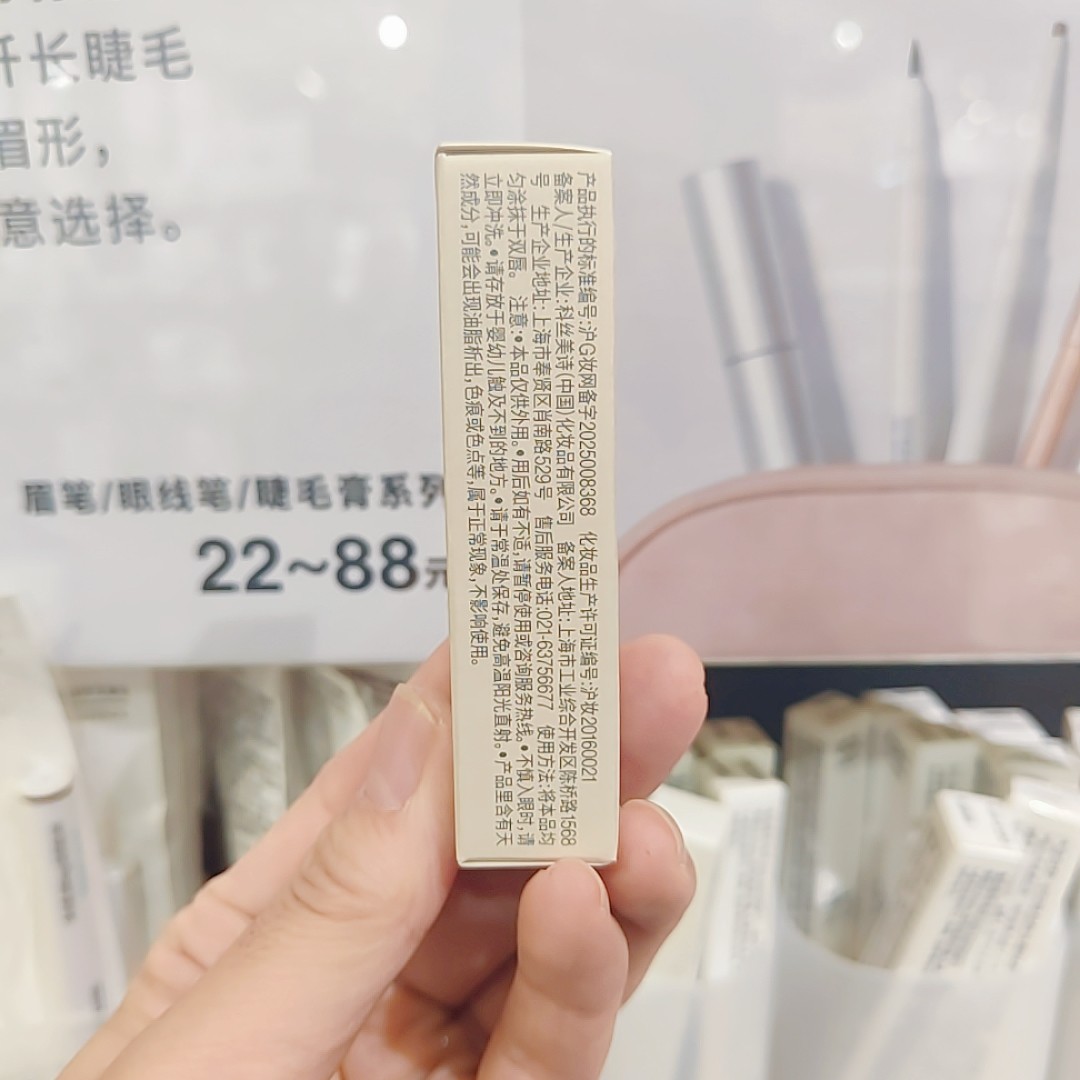 长睫毛
眉形，
意选择。
眉笔/眼线笔/睫毛膏系列
22~88元
产品执行的标准编号:沪G妆网备字2025008368 化妆品生产许可证编号:沪妆20160021
备案人/生产企业:科丝美诗(中国)化妆品有限公司 备案人地址:上海市工业综合开发区陈桥路1568
号 生产企业地址:上海市奉贤区肖南路529号 售后服务电话:021-63756677 使用方法:将本品均
匀涂抹于双唇。 注意:•本品仅供外用。•用后如有不适,请暂停使用或咨询服务热线。•不慎入眼时,请
立即冲洗。•请存放于婴幼儿触及不到的地方。•请于常温处保存,避免高温阳光直射。•产品里含有天
然成分,可能会出现油脂析出,色痕或色点等,属于正常现象,不影响使用。